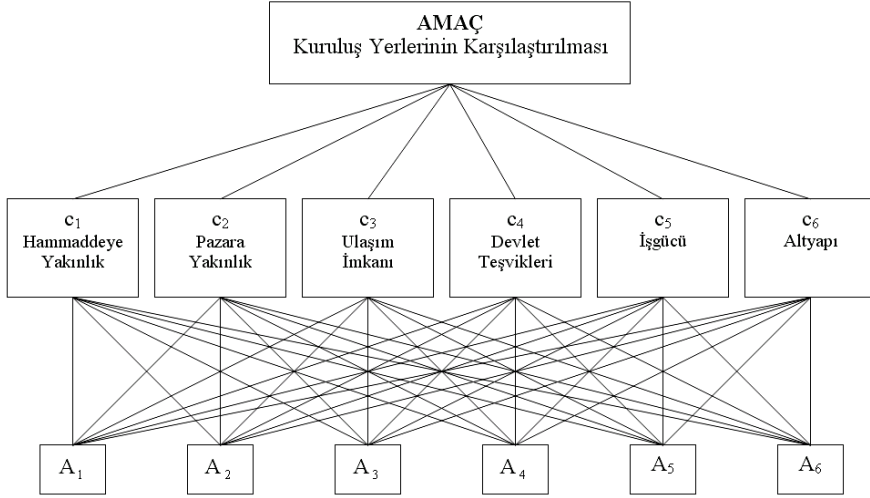 AMAÇ
Kuruluş Yerlerinin Karşılaştırılması
c₁
Hammaddeye
Yakınlık
c₂
Pazara
Yakınlık
c₃
Ulaşım
İmkanı
c₄
Devlet
Teşvikleri
c₅
İşgücü
c₆
Altyapı
A₁
A₂
A₃
A₄
A₅
A₆